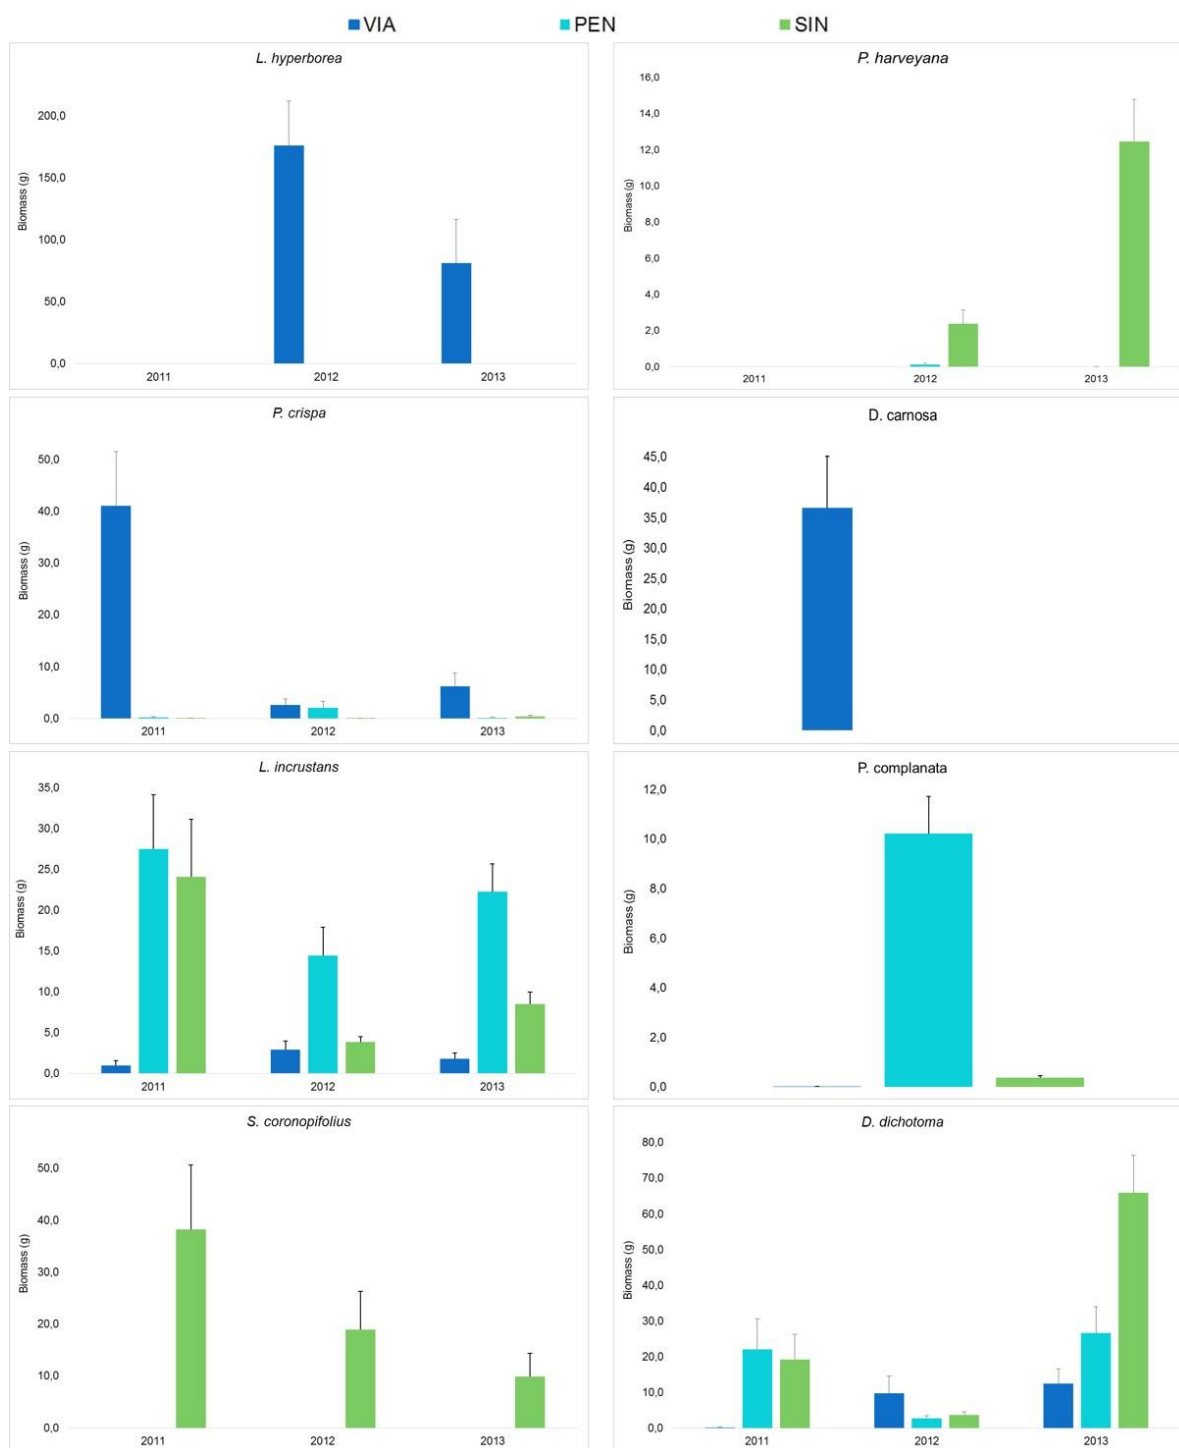 VIA PEN SIN
L. hyperborea
Biomass (g)
200,0
150,0
100,0
50,0
0,0
2011 2012 2013
P. harveyana
Biomass (g)
16,0
14,0
12,0
10,0
8,0
6,0
4,0
2,0
0,0
2011 2012 2013
P. crispa
Biomass (g)
50,0
40,0
30,0
20,0
10,0
0,0
2011 2012 2013
D. carnosa
Biomass (g)
45,0
40,0
35,0
30,0
25,0
20,0
15,0
10,0
5,0
0,0
L. incrustans
Biomass (g)
35,0
30,0
25,0
20,0
15,0
10,0
5,0
0,0
2011 2012 2013
P. complanata
Biomass (g)
12,0
10,0
8,0
6,0
4,0
2,0
0,0
S. coronopifolius
Biomass (g)
50,0
40,0
30,0
20,0
10,0
0,0
2011 2012 2013
D. dichotoma
Biomass (g)
80,0
70,0
60,0
50,0
40,0
30,0
20,0
10,0
0,0
2011 2012 2013